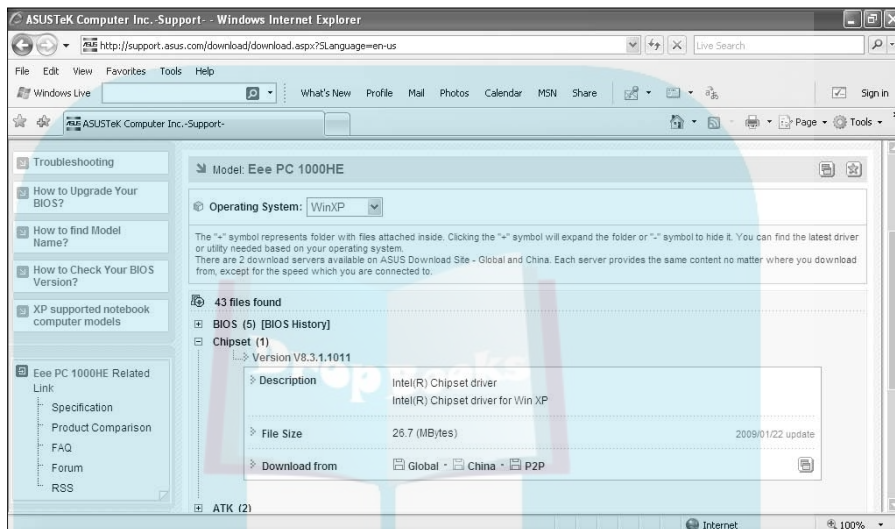 ASUSTeK Computer Inc.-Support- - Windows Internet Explorer
http://support.asus.com/download/download.aspx?SLanguage=en-us
Live Search
File Edit View Favorites Tools Help
Windows Live
What's New Profile Mail Photos Calendar MSN Share
Sign in
ASUSTeK Computer Inc.-Support-
Page Tools
Troubleshooting
How to Upgrade Your
BIOS?
How to find Model
Name?
How to Check Your BIOS
Version?
XP supported notebook
computer models
Eee PC 1000HE Related
Link
Specification
Product Comparison
FAQ
Forum
RSS
Model: Eee PC 1000HE
Operating System: WinXP
The "+" symbol represents folder with files attached inside. Clicking the "+" symbol will expand the folder or "-" symbol to hide it. You can find the latest driver
or utility needed based on your operating system.
There are 2 download servers available on ASUS Download Site - Global and China. Each server provides the same content no matter where you download
from, except for the speed which you are connected to.
43 files found
BIOS (5) [BIOS History]
Chipset (1)
Version V8.3.1.1011
Description Intel(R) Chipset driver
Intel(R) Chipset driver for Win XP
File Size 26.7 (MBytes) 2009/01/22 update
Download from Global · China · P2P
ATK (2)
DropBooks
Internet 100%